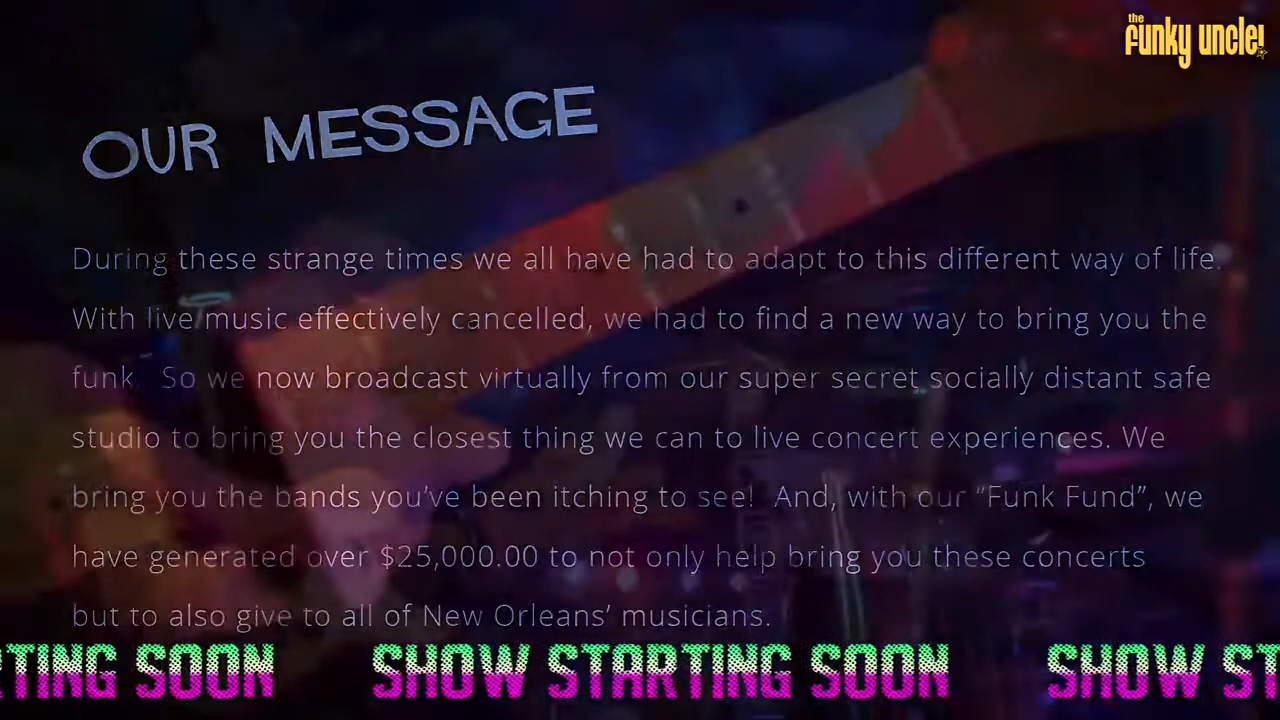 the
funky uncle!
OUR MESSAGE
During these strange times we all have had to adapt to this different way of life.
With live music effectively cancelled, we had to find a new way to bring you the
funk. So we now broadcast virtually from our super secret socially distant safe
studio to bring you the closest thing we can to live concert experiences. We
bring you the bands you’ve been itching to see! And, with our “Funk Fund”, we
have generated over $25,000.00 to not only help bring you these concerts
but to also give to all of New Orleans’ musicians.
RTING SOON SHOW STARTING SOON SHOW ST